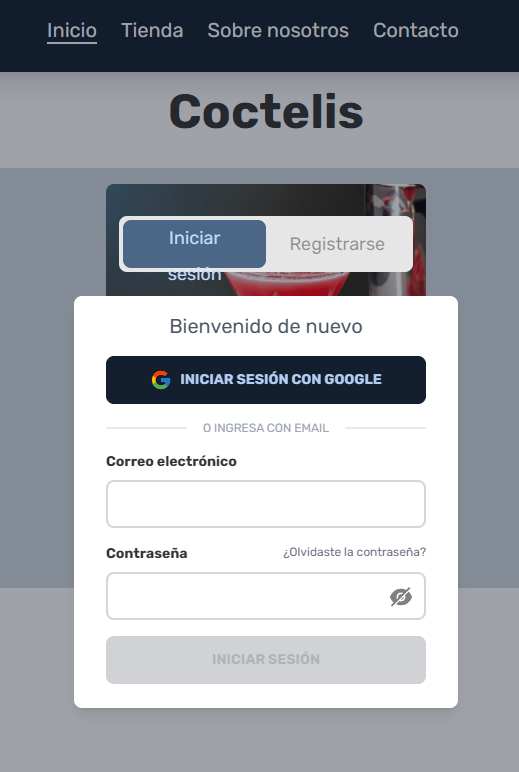 Inicio Tienda Sobre nosotros Contacto
Coctelis
Iniciar
sesión
Registrarse
Bienvenido de nuevo
INICIAR SESIÓN CON GOOGLE
O INGRESA CON EMAIL
Correo electrónico
Contraseña ¿Olvidaste la contraseña?
INICIAR SESIÓN